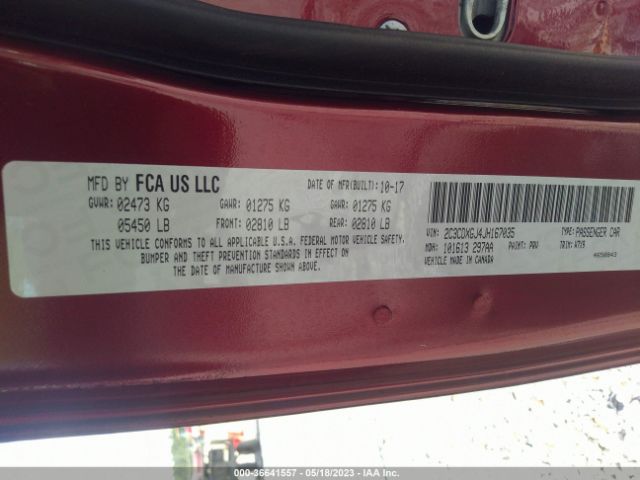 MFD BY FCA US LLC DATE OF MFR(BUILT): 10-17
GVWR: 02473 KG GAWR: 01275 KG GAWR: 01275 KG
05450 LB FRONT: 02810 LB REAR: 02810 LB
THIS VEHICLE CONFORMS TO ALL APPLICABLE U.S.A. FEDERAL MOTOR VEHICLE SAFETY,
BUMPER AND THEFT PREVENTION STANDARDS IN EFFECT ON
THE DATE OF MANUFACTURE SHOWN ABOVE.
VIN: 2C3CDXGJ4JH167035 TYPE: PASSENGER CAR
MDH: 101613 297AA PAINT: PRV TRIM: A7X9
VEHICLE MADE IN CANADA
000-36641557 - 05/18/2023 - IAA Inc.